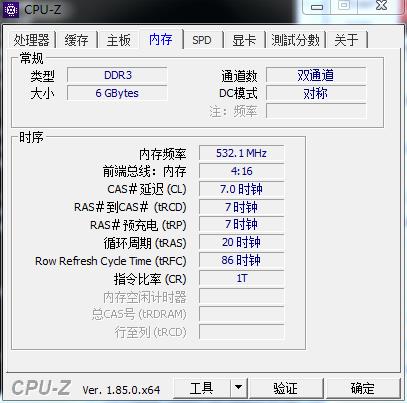 CPU-Z
处理器 缓存 主板 内存 SPD 显卡 测試分數 关于
常规
类型 DDR3 通道数 双通道
大小 6 GBytes DC模式 对称
注：频率
时序
内存频率 532.1 MHz
前端总线：内存 4:16
CAS# 延迟 (CL) 7.0 时钟
RAS# 到CAS# (tRCD) 7 时钟
RAS# 预充电 (tRP) 7 时钟
循环周期 (tRAS) 20 时钟
Row Refresh Cycle Time (tRFC) 86 时钟
指令比率 (CR) 1T
内存空闲计时器
总CAS号 (tRDRAM)
行至列 (tRCD)
CPU-Z Ver. 1.85.0.x64 工具 验证 确定